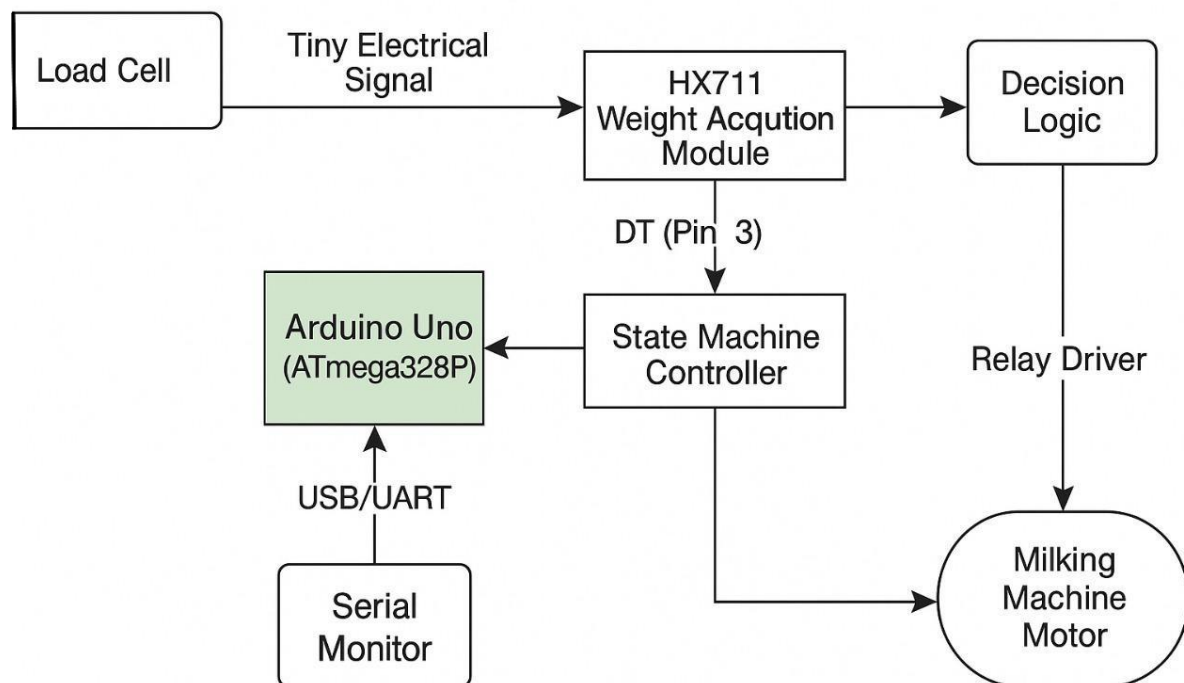 Load Cell
Tiny Electrical
Signal
HX711
Weight Acqution
Module
Decision
Logic
DT (Pin 3)
Arduino Uno
(ATmega328P)
State Machine
Controller
Relay Driver
USB/UART
Serial
Monitor
Milking
Machine
Motor